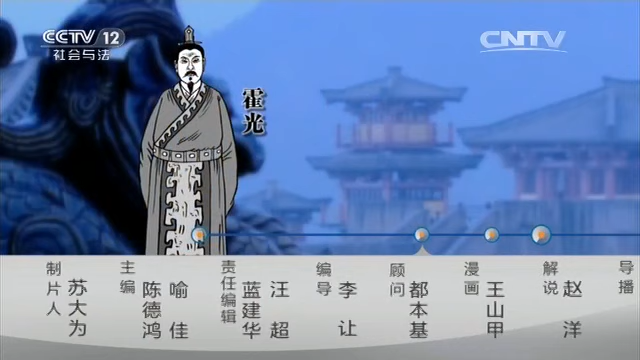 CCTV 12
社会与法
CNTV
霍光
制片人
苏大为
主编
陈德鸿
喻佳
责任编辑
蓝建华
汪超
编导
李让
顾问
都本基
漫画
王山甲
解说
赵洋
导播